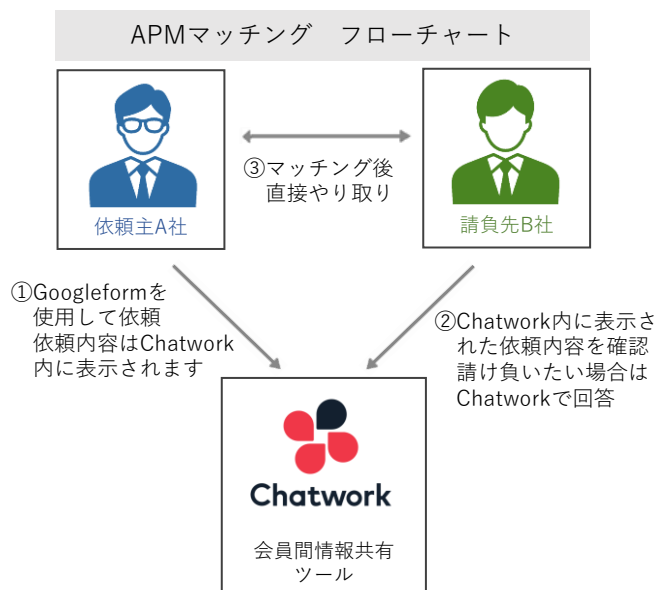 APMマッチング　フローチャート
依頼主A社
請負先B社
③マッチング後
直接やり取り
①Googleformを
使用して依頼
依頼内容はChatwork
内に表示されます
②Chatwork内に表示さ
れた依頼内容を確認
請け負いたい場合は
Chatworkで回答
Chatwork
会員間情報共有
ツール